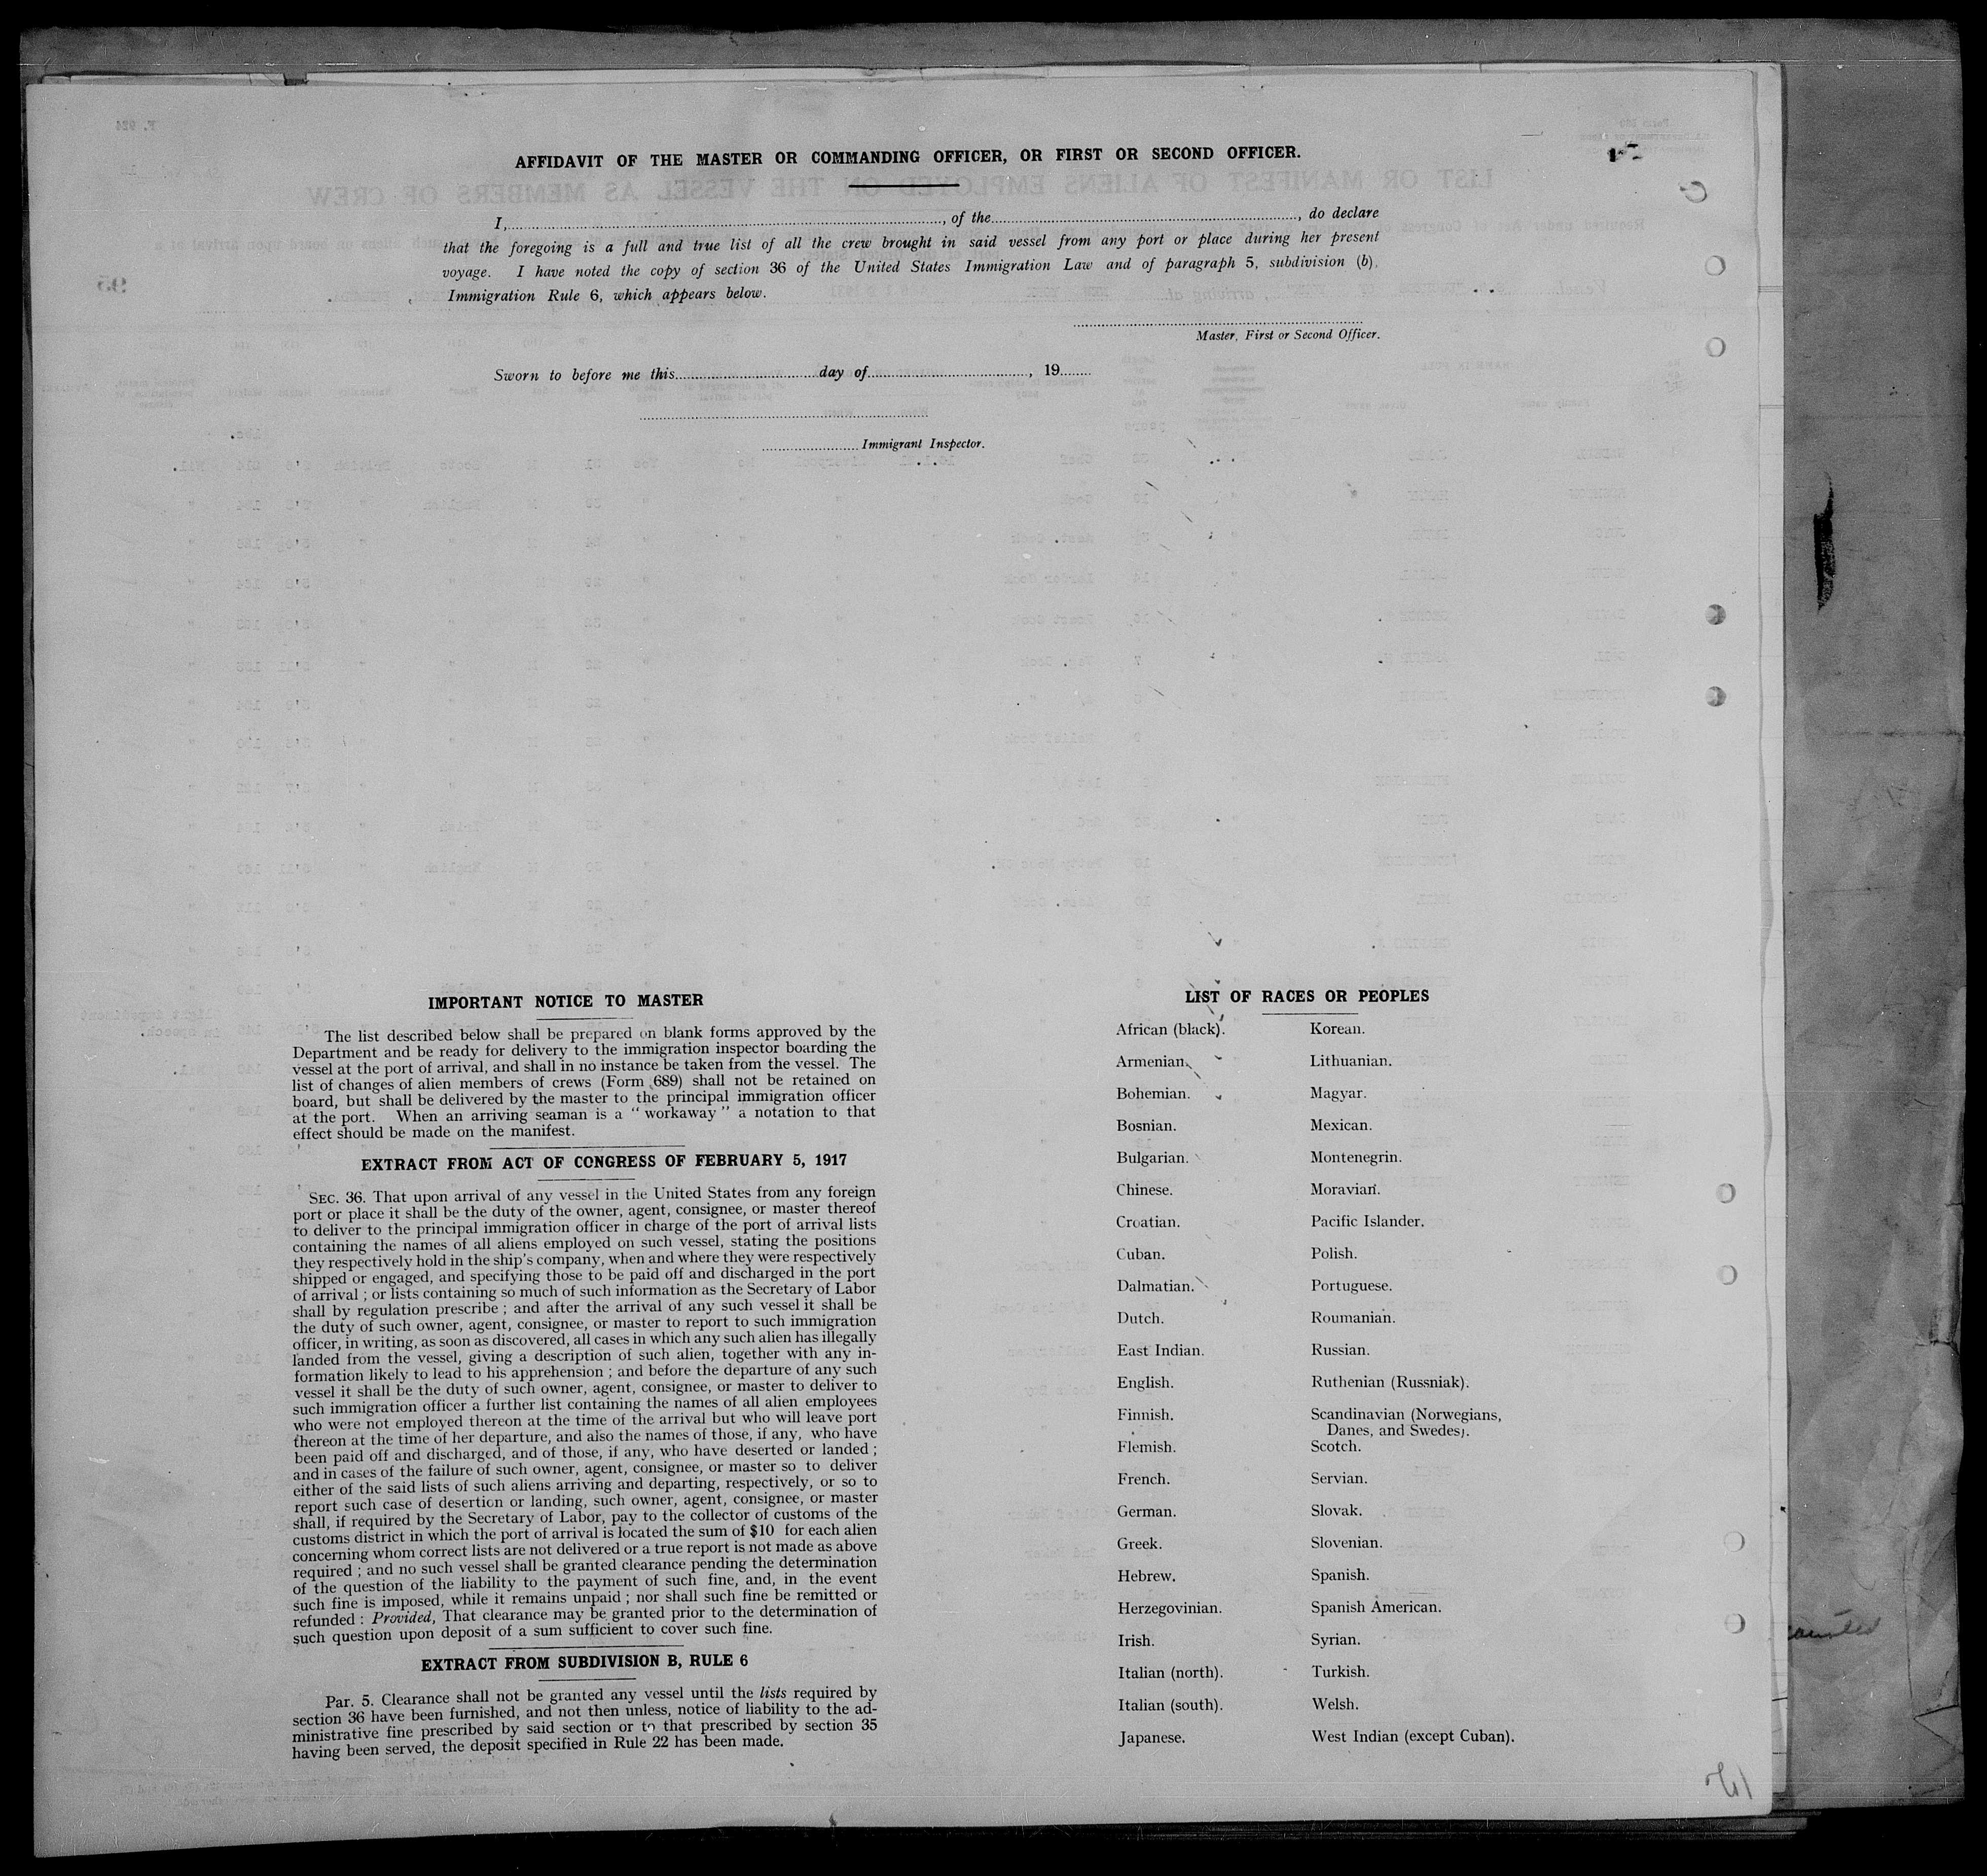 AFFIDAVIT OF THE MASTER OR COMMANDING OFFICER, OR FIRST OR SECOND OFFICER.
I, , of the , do declare
that the foregoing is a full and true list of all the crew brought in said vessel from any port or place during her present
voyage. I have noted the copy of section 36 of the United States Immigration Law and of paragraph 5, subdivision (b),
Immigration Rule 6, which appears below.
Master, First or Second Officer.
Sworn to before me this day of , 19
Immigrant Inspector.
IMPORTANT NOTICE TO MASTER
The list described below shall be prepared on blank forms approved by the
Department and be ready for delivery to the immigration inspector boarding the
vessel at the port of arrival, and shall in no instance be taken from the vessel. The
list of changes of alien members of crews (Form 689) shall not be retained on
board, but shall be delivered by the master to the principal immigration officer
at the port. When an arriving seaman is a "workaway" a notation to that
effect should be made on the manifest.
EXTRACT FROM ACT OF CONGRESS OF FEBRUARY 5, 1917
SEC. 36. That upon arrival of any vessel in the United States from any foreign
port or place it shall be the duty of the owner, agent, consignee, or master thereof
to deliver to the principal immigration officer in charge of the port of arrival lists
containing the names of all aliens employed on such vessel, stating the positions
they respectively hold in the ship's company, when and where they were respectively
shipped or engaged, and specifying those to be paid off and discharged in the port
of arrival ; or lists containing so much of such information as the Secretary of Labor
shall by regulation prescribe ; and after the arrival of any such vessel it shall be
the duty of such owner, agent, consignee, or master to report to such immigration
officer, in writing, as soon as discovered, all cases in which any such alien has illegally
landed from the vessel, giving a description of such alien, together with any in-
formation likely to lead to his apprehension ; and before the departure of any such
vessel it shall be the duty of such owner, agent, consignee, or master to deliver to
such immigration officer a further list containing the names of all alien employees
who were not employed thereon at the time of the arrival but who will leave port
thereon at the time of her departure, and also the names of those, if any, who have
been paid off and discharged, and of those, if any, who have deserted or landed ;
and in cases of the failure of such owner, agent, consignee, or master so to deliver
either of the said lists of such aliens arriving and departing, respectively, or so to
report such case of desertion or landing, such owner, agent, consignee, or master
shall, if required by the Secretary of Labor, pay to the collector of customs of the
customs district in which the port of arrival is located the sum of $10 for each alien
concerning whom correct lists are not delivered or a true report is not made as above
required ; and no such vessel shall be granted clearance pending the determination
of the question of the liability to the payment of such fine, and, in the event
such fine is imposed, while it remains unpaid ; nor shall such fine be remitted or
refunded : Provided, That clearance may be granted prior to the determination of
such question upon deposit of a sum sufficient to cover such fine.
EXTRACT FROM SUBDIVISION B, RULE 6
Par. 5. Clearance shall not be granted any vessel until the lists required by
section 36 have been furnished, and not then unless, notice of liability to the ad-
ministrative fine prescribed by said section or to that prescribed by section 35
having been served, the deposit specified in Rule 22 has been made.
LIST OF RACES OR PEOPLES
African (black).
Armenian.
Bohemian.
Bosnian.
Bulgarian.
Chinese.
Croatian.
Cuban.
Dalmatian.
Dutch.
East Indian.
English.
Finnish.
Flemish.
French.
German.
Greek.
Hebrew.
Herzegovinian.
Irish.
Italian (north).
Italian (south).
Japanese.
Korean.
Lithuanian.
Magyar.
Mexican.
Montenegrin.
Moravian.
Pacific Islander.
Polish.
Portuguese.
Roumanian.
Russian.
Ruthenian (Russniak).
Scandinavian (Norwegians,
Danes, and Swedes).
Scotch.
Servian.
Slovak.
Slovenian.
Spanish.
Spanish American.
Syrian.
Turkish.
Welsh.
West Indian (except Cuban).